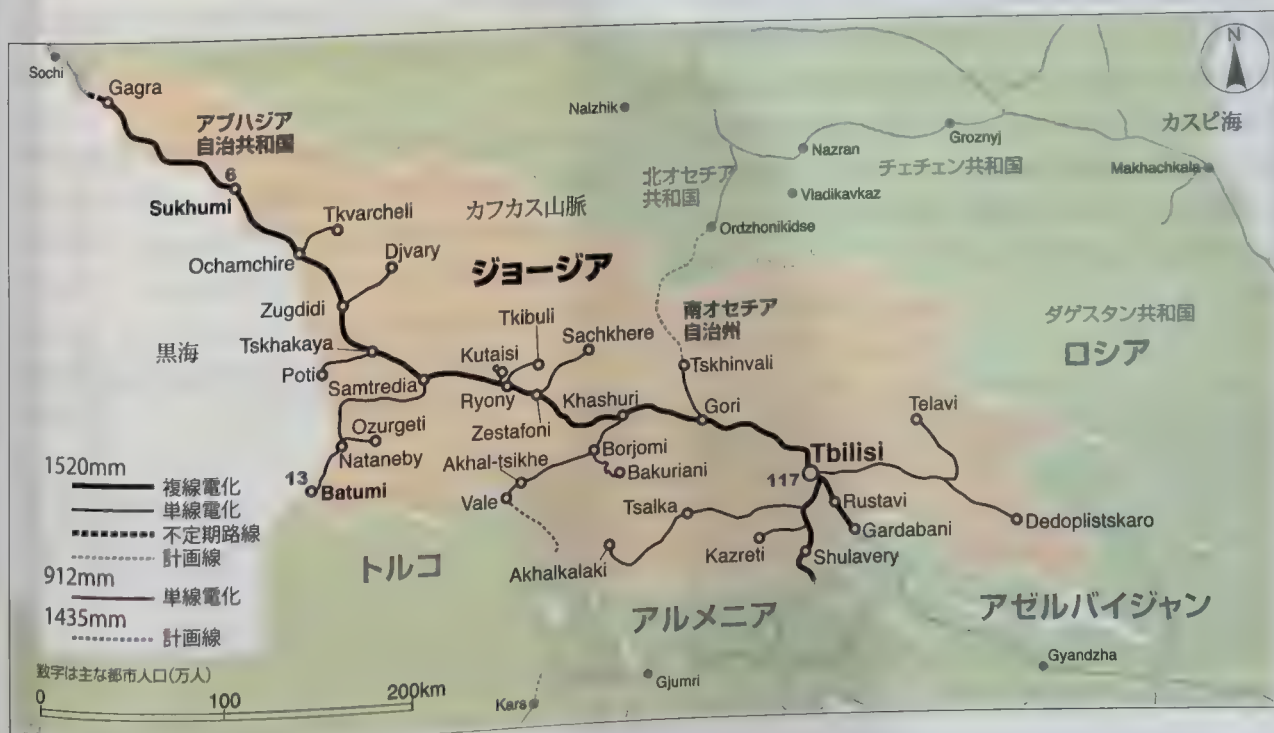 N
Sochi
Gagra
アブハジア
自治共和国
6
Sukhumi
Nalzhik
Nazran
Groznyj
チェチェン共和国
カスピ海
Makhachkala
北オセチア
共和国
Vladikavkaz
Ordzhonikidse
カフカス山脈
Tkvarcheli
Ochamchire
Djvary
ジョージア
Zugdidi
黒海
Tskhakaya
Poti
Samtredia
Tkibuli
Kutaisi
Sachkhere
Ryony
Zestafoni
Khashuri
南オセチア
自治州
Tskhinvali
Gori
ダゲスタン共和国
ロシア
Telavi
Tbilisi
117
Ozurgeti
Nataneby
13
Batumi
Akhal-tsikhe
Borjomi
Bakuriani
Vale
Tsalka
Rustavi
Gardabani
Dedoplistskaro
Akhalkalaki
Kazreti
Shulavery
トルコ
アルメニア
アゼルバイジャン
Gyandzha
Gjumri
Kars
1520mm
複線電化
単線電化
不定期路線
計画線
912mm
単線電化
1435mm
計画線
数字は主な都市人口(万人)
0 100 200km